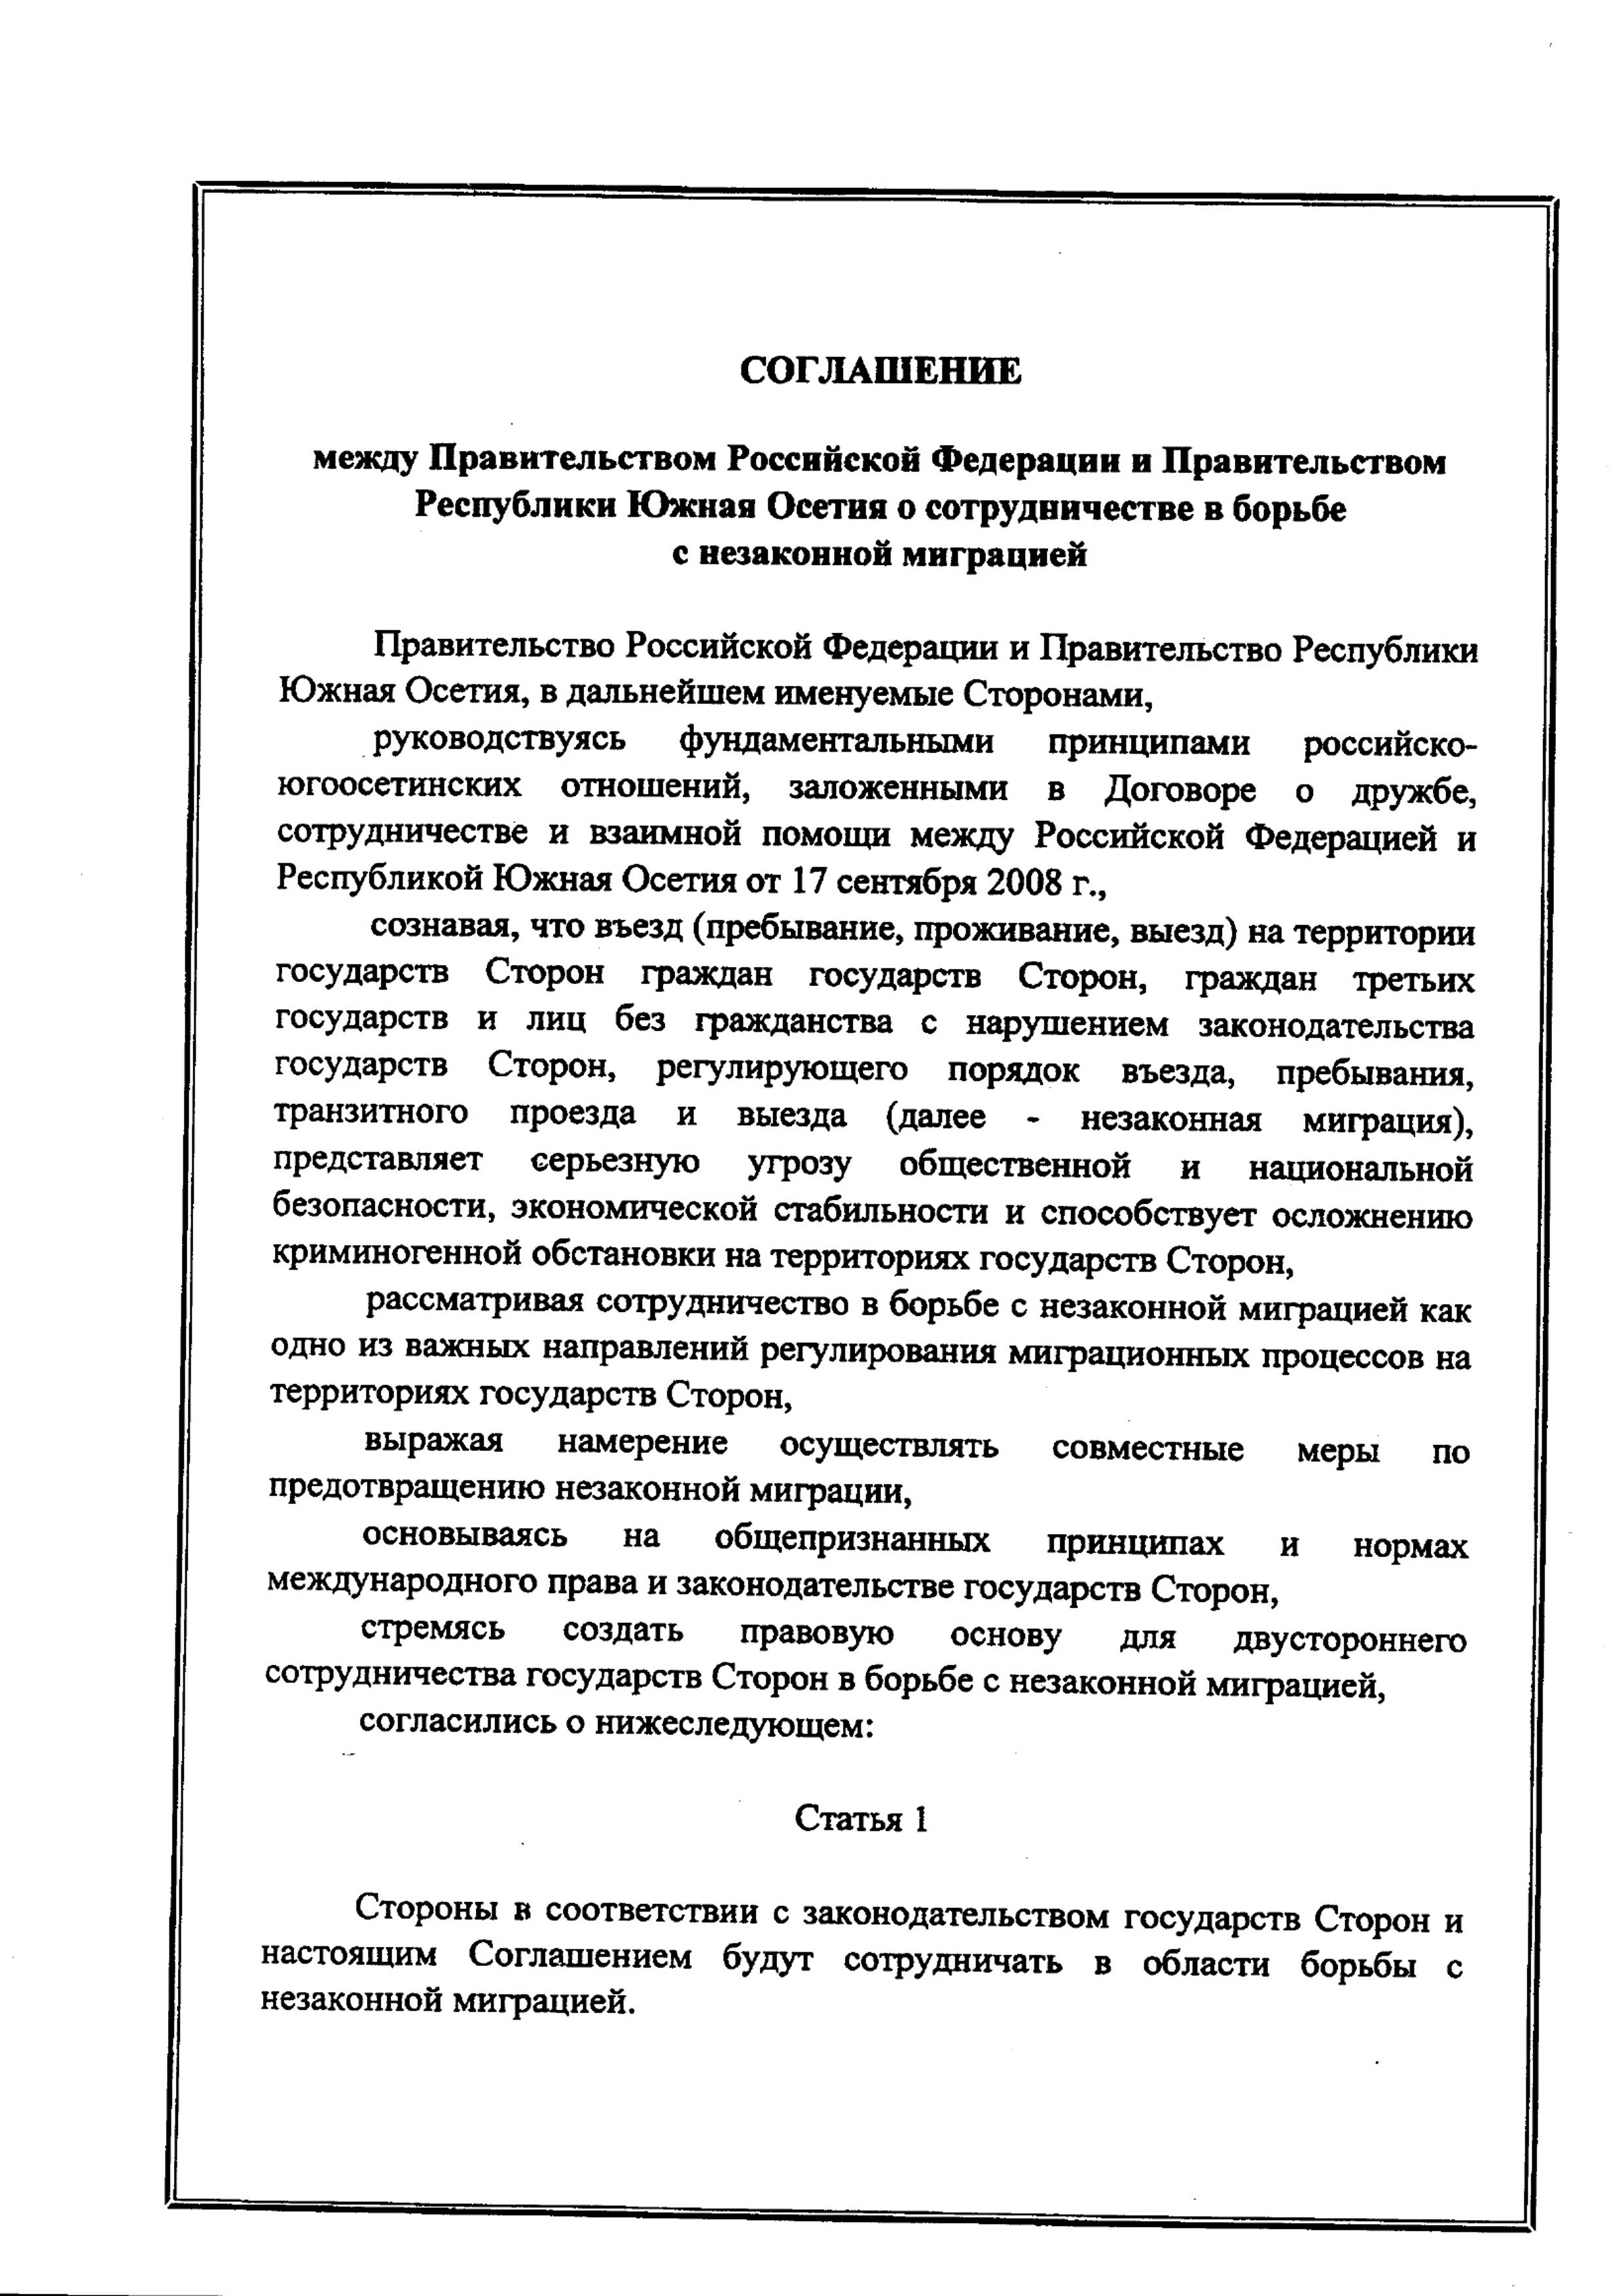 СОГЛАШЕНИЕ
между Правительством Российской Федерации и Правительством
Республики Южная Осетия о сотрудничестве в борьбе
с незаконной миграцией
Правительство Российской Федерации и Правительство Республики
Южная Осетия, в дальнейшем именуемые Сторонами,
руководствуясь фундаментальными принципами российско-
югоосетинских отношений, заложенными в Договоре о дружбе,
сотрудничестве и взаимной помощи между Российской Федерацией и
Республикой Южная Осетия от 17 сентября 2008 г.,
сознавая, что въезд (пребывание, проживание, выезд) на территории
государств Сторон граждан государств Сторон, граждан третьих
государств и лиц без гражданства с нарушением законодательства
государств Сторон, регулирующего порядок въезда, пребывания,
транзитного проезда и выезда (далее - незаконная миграция),
представляет серьезную угрозу общественной и национальной
безопасности, экономической стабильности и способствует осложнению
криминогенной обстановки на территориях государств Сторон,
рассматривая сотрудничество в борьбе с незаконной миграцией как
одно из важных направлений регулирования миграционных процессов на
территориях государств Сторон,
выражая намерение осуществлять совместные меры по
предотвращению незаконной миграции,
основываясь на общепризнанных принципах и нормах
международного права и законодательстве государств Сторон,
стремясь создать правовую основу для двустороннего
сотрудничества государств Сторон в борьбе с незаконной миграцией,
согласились о нижеследующем:
Статья 1
Стороны в соответствии с законодательством государств Сторон и
настоящим Соглашением будут сотрудничать в области борьбы с
незаконной миграцией.